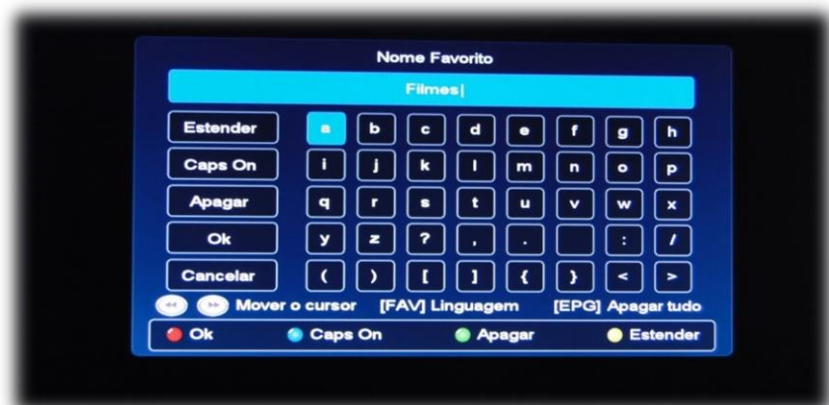 Nome Favorito
Filmes|
Estender a b c d e f g h
Caps On i j k l m n o p
Apagar q r s t u v w x
Ok y z ? , . : /
Cancelar ( ) [ ] { } < >
Mover o cursor [FAV] Linguagem [EPG] Apagar tudo
Ok Caps On Apagar Estender